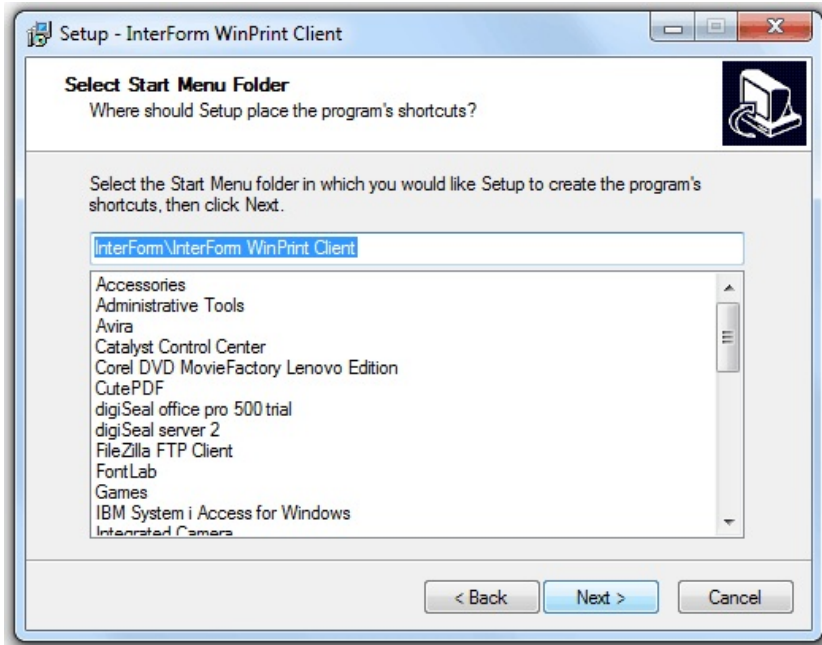 Setup - InterForm WinPrint Client
Select Start Menu Folder
Where should Setup place the program's shortcuts?
Select the Start Menu folder in which you would like Setup to create the program's
shortcuts, then click Next.
InterForm\InterForm WinPrint Client
Accessories
Administrative Tools
Avira
Catalyst Control Center
Corel DVD MovieFactory Lenovo Edition
CutePDF
digiSeal office pro 500 trial
digiSeal server 2
FileZilla FTP Client
FontLab
Games
IBM System i Access for Windows
Integrated Camera
< Back Next > Cancel